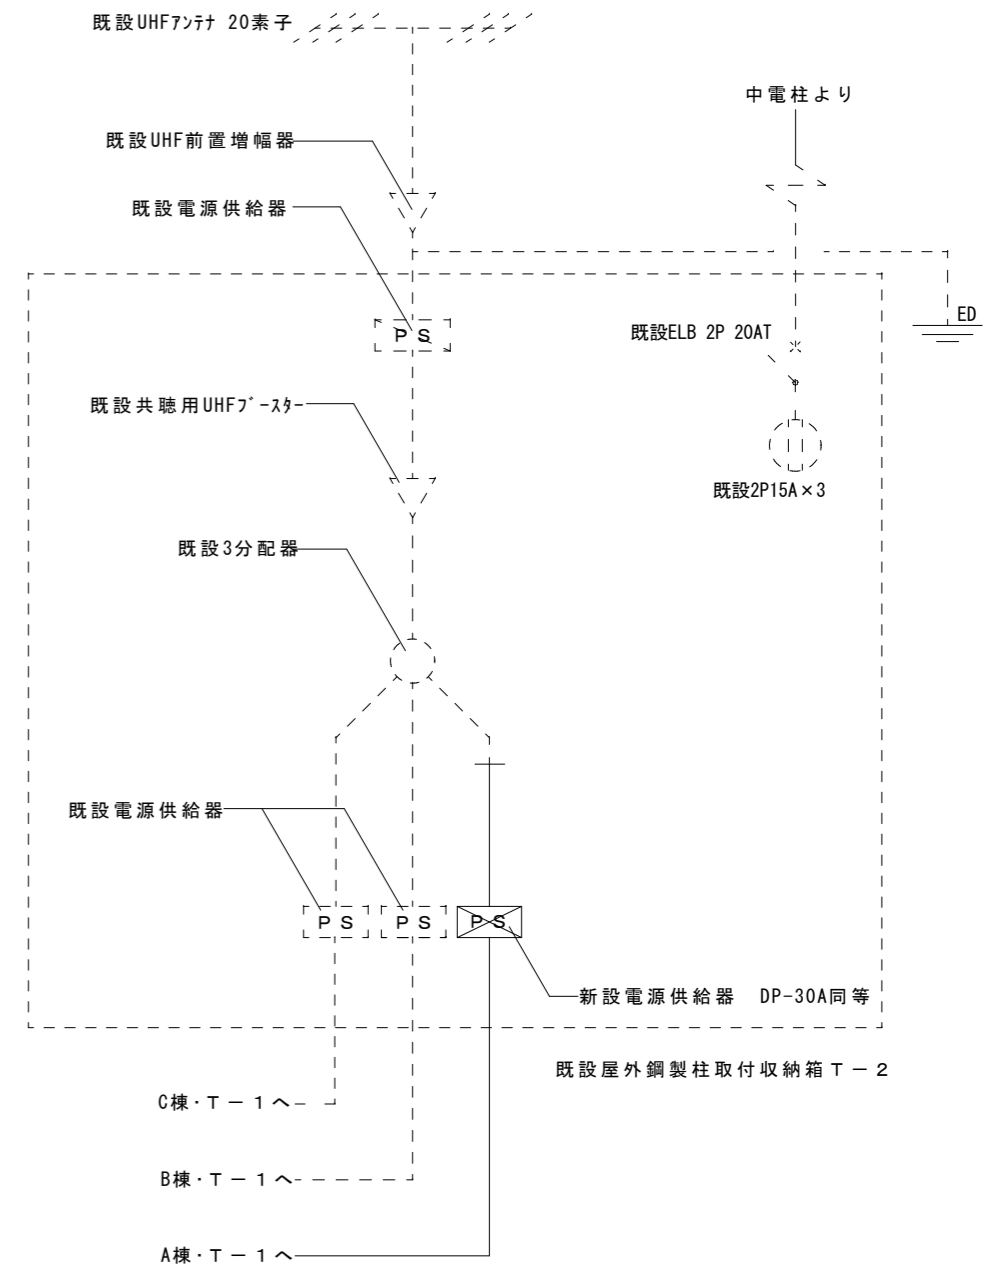 既設UHFアンテナ 20素子
中電柱より
既設UHF前置増幅器
既設電源供給器
ED
既設ELB 2P 20AT
PS
既設共聴用UHFブースター
既設2P15A×3
既設3分配器
既設電源供給器
PS
PS
PS
新設電源供給器 DP-30A同等
既設屋外鋼製柱取付収納箱T-2
C棟・T-1へ
B棟・T-1へ
A棟・T-1へ